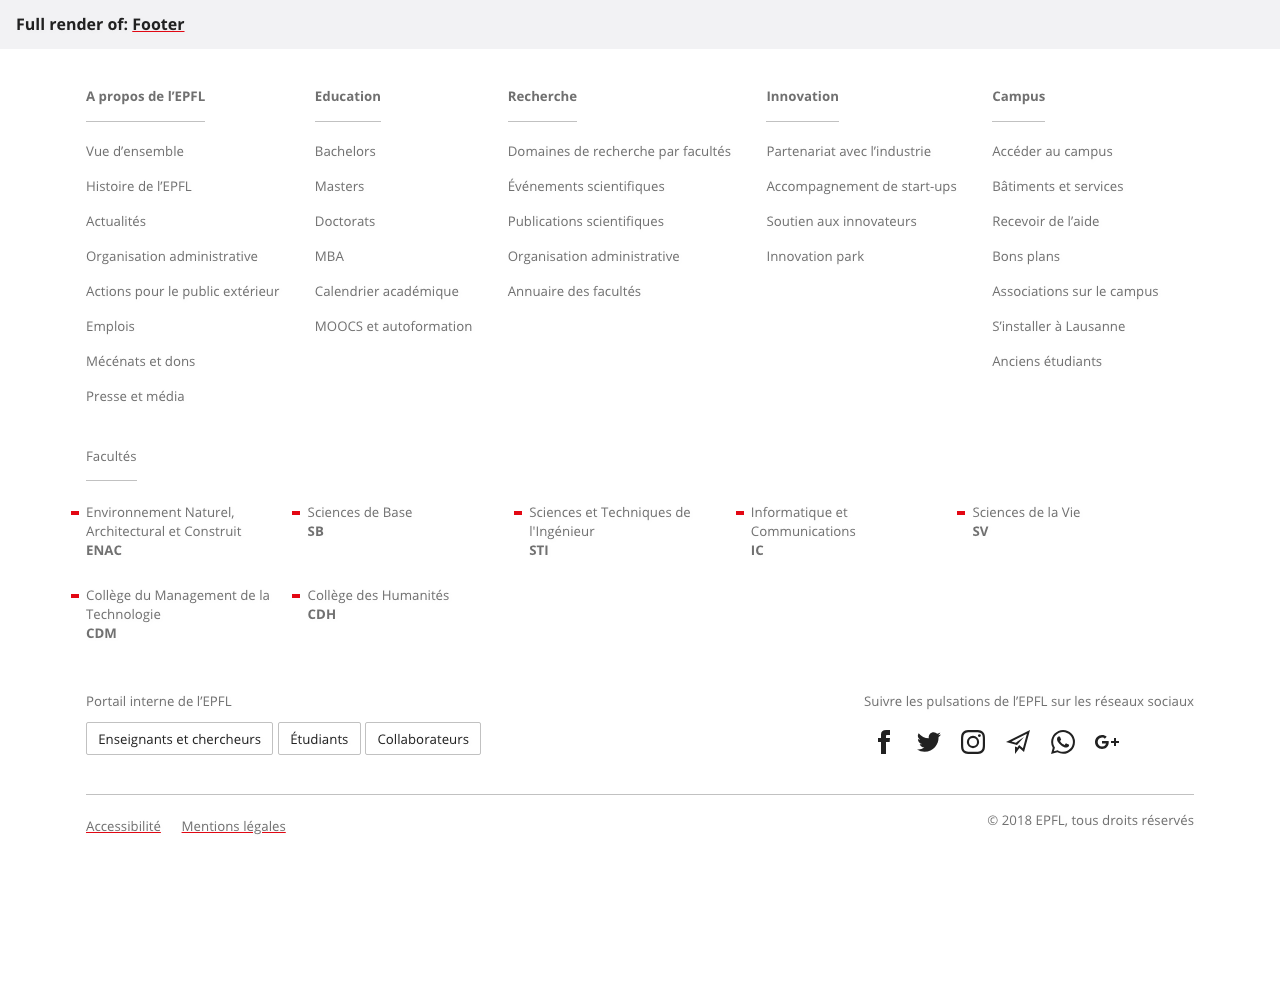 Full render of: Footer
A propos de l’EPFL
Vue d’ensemble
Histoire de l’EPFL
Actualités
Organisation administrative
Actions pour le public extérieur
Emplois
Mécénats et dons
Presse et média
Education
Bachelors
Masters
Doctorats
MBA
Calendrier académique
MOOCS et autoformation
Recherche
Domaines de recherche par facultés
Événements scientifiques
Publications scientifiques
Organisation administrative
Annuaire des facultés
Innovation
Partenariat avec l’industrie
Accompagnement de start-ups
Soutien aux innovateurs
Innovation park
Campus
Accéder au campus
Bâtiments et services
Recevoir de l’aide
Bons plans
Associations sur le campus
S’installer à Lausanne
Anciens étudiants
Facultés
Environnement Naturel,
Architectural et Construit
ENAC
Sciences de Base
SB
Sciences et Techniques de
l'Ingénieur
STI
Informatique et
Communications
IC
Sciences de la Vie
SV
Collège du Management de la
Technologie
CDM
Collège des Humanités
CDH
Portail interne de l’EPFL
Enseignants et chercheurs
Étudiants
Collaborateurs
Suivre les pulsations de l’EPFL sur les réseaux sociaux
Accessibilité
Mentions légales
© 2018 EPFL, tous droits réservés